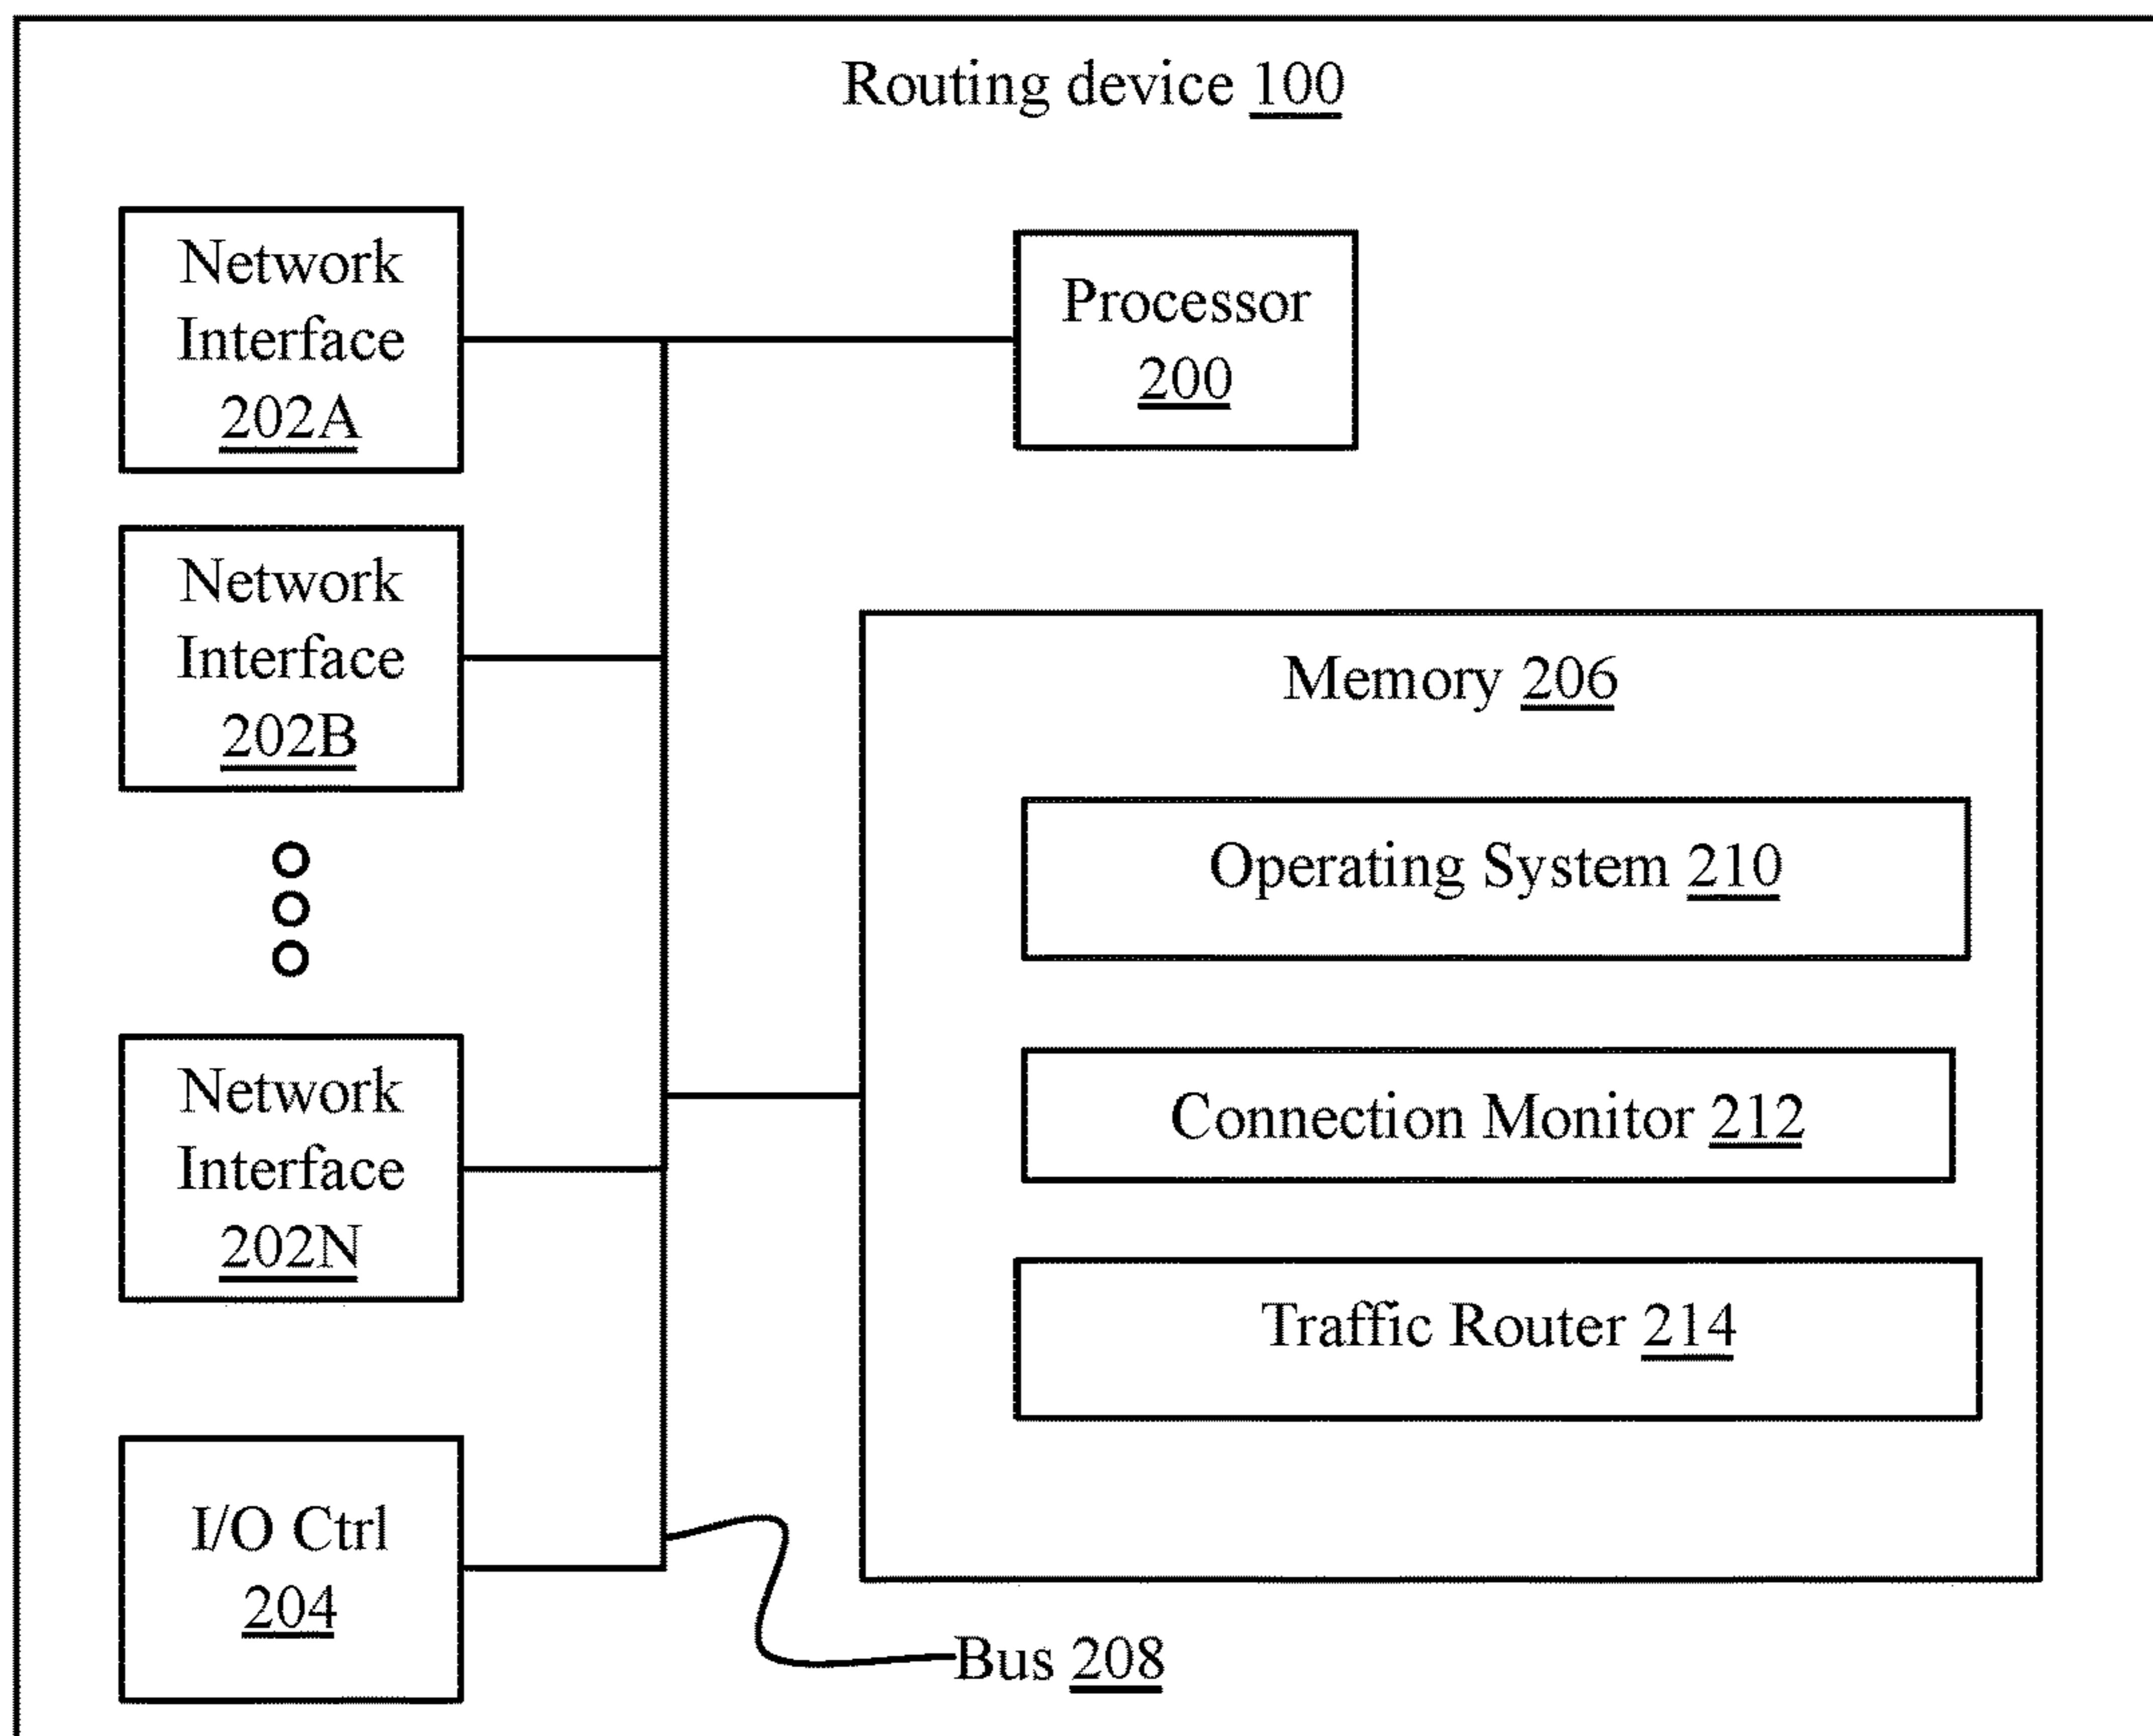 Routing device 100
Network
Interface
202A
Processor
200
Network
Interface
202B
Memory 206
Operating System 210
Network
Interface
202N
Connection Monitor 212
Traffic Router 214
I/O Ctrl
204
Bus 208